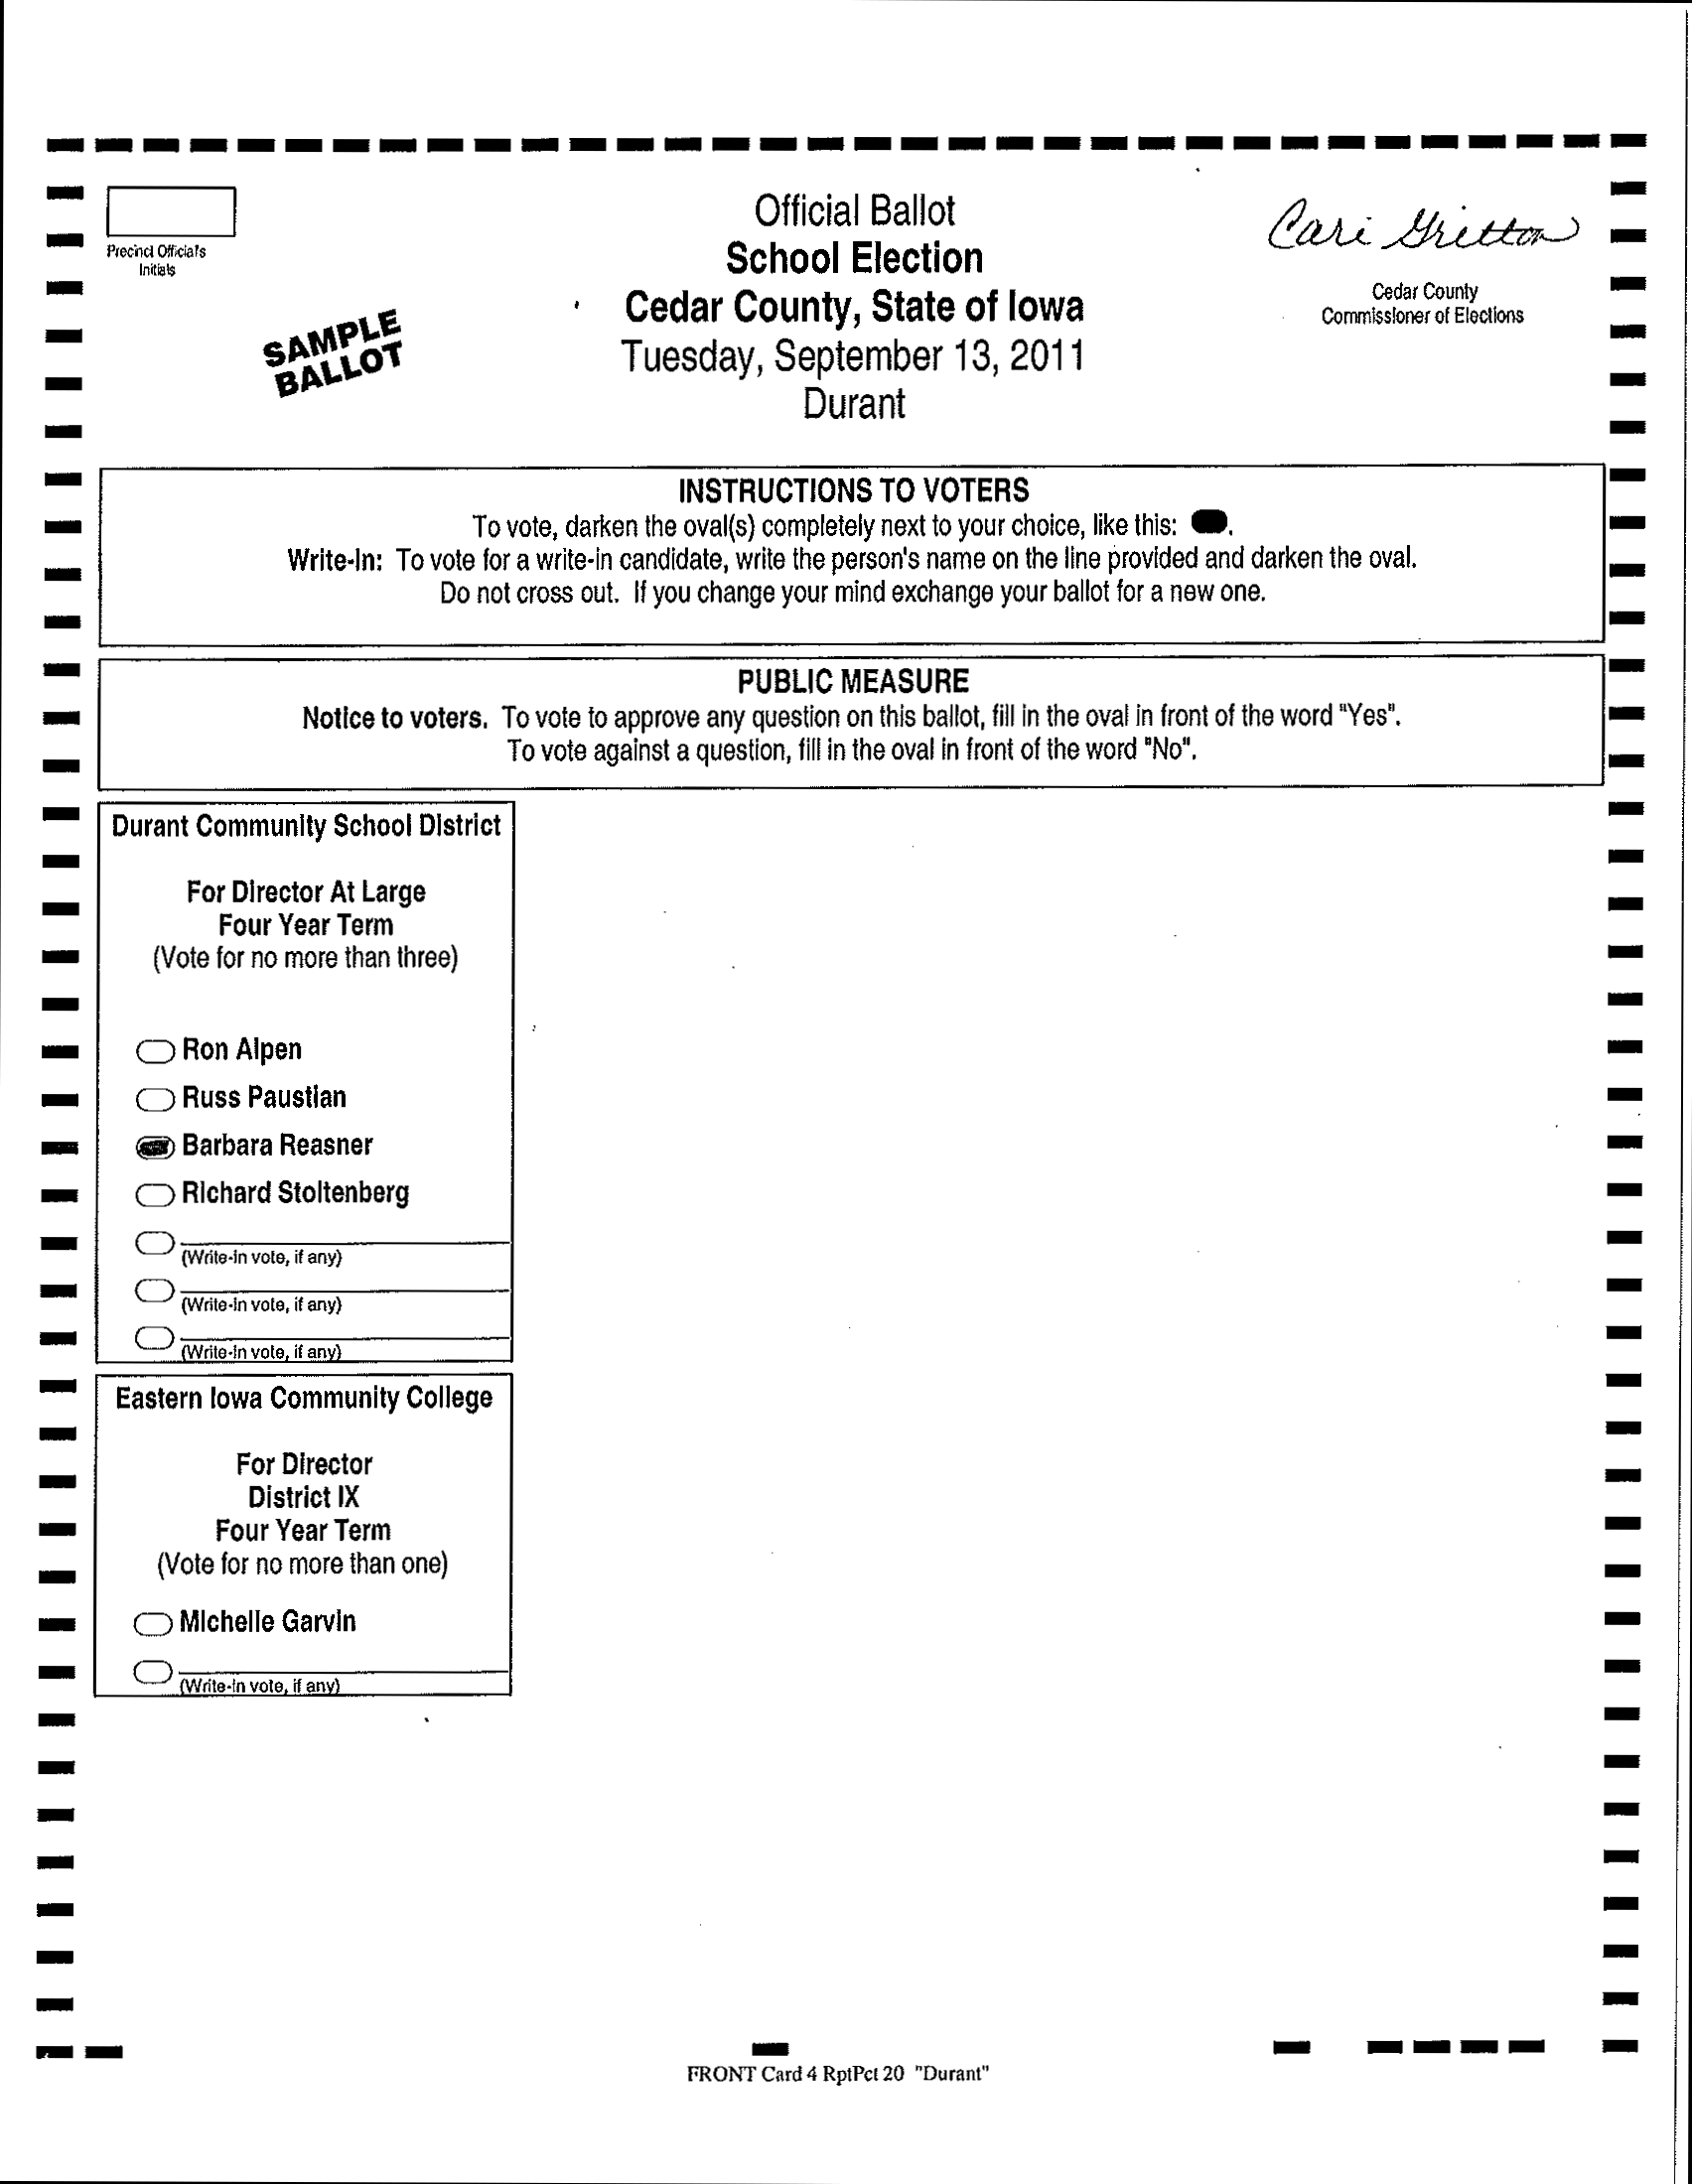 Precinct Official's
Initials
SAMPLE
BALLOT
Official Ballot
School Election
Cedar County, State of Iowa
Tuesday, September 13, 2011
Durant
Cari Gritton
Cedar County
Commissioner of Elections
INSTRUCTIONS TO VOTERS
To vote, darken the oval(s) completely next to your choice, like this: .
Write-In: To vote for a write-in candidate, write the person's name on the line provided and darken the oval.
Do not cross out. If you change your mind exchange your ballot for a new one.
PUBLIC MEASURE
Notice to voters. To vote to approve any question on this ballot, fill in the oval in front of the word "Yes".
To vote against a question, fill in the oval in front of the word "No".
Durant Community School District
For Director At Large
Four Year Term
(Vote for no more than three)
Ron Alpen
Russ Paustian
Barbara Reasner
Richard Stoltenberg
(Write-in vote, if any)
(Write-in vote, if any)
(Write-in vote, if any)
Eastern Iowa Community College
For Director
District IX
Four Year Term
(Vote for no more than one)
Michelle Garvin
(Write-in vote, if any)
FRONT Card 4 RptPct 20 "Durant"